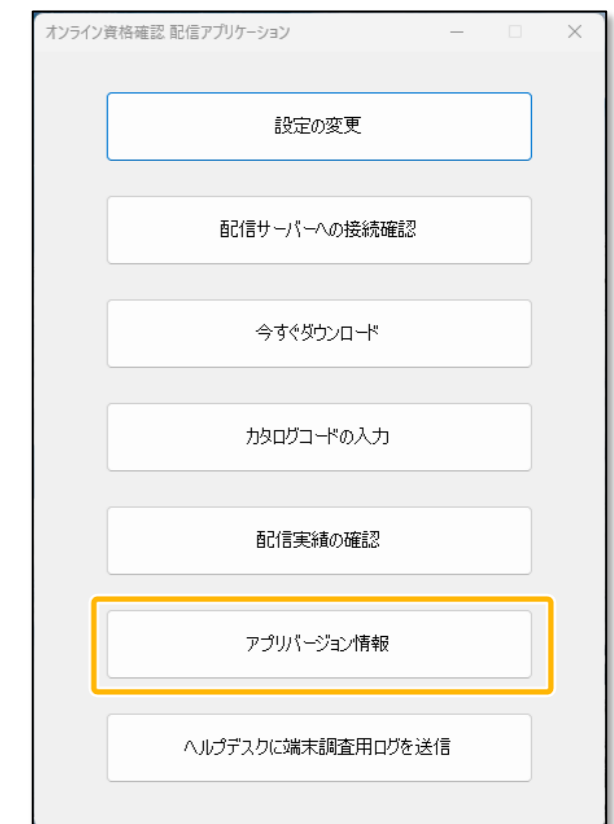 オンライン資格確認 配信アプリケーション
設定の変更
配信サーバーへの接続確認
今すぐダウンロード
カタログコードの入力
配信実績の確認
アプリバージョン情報
ヘルプデスクに端末調査用ログを送信